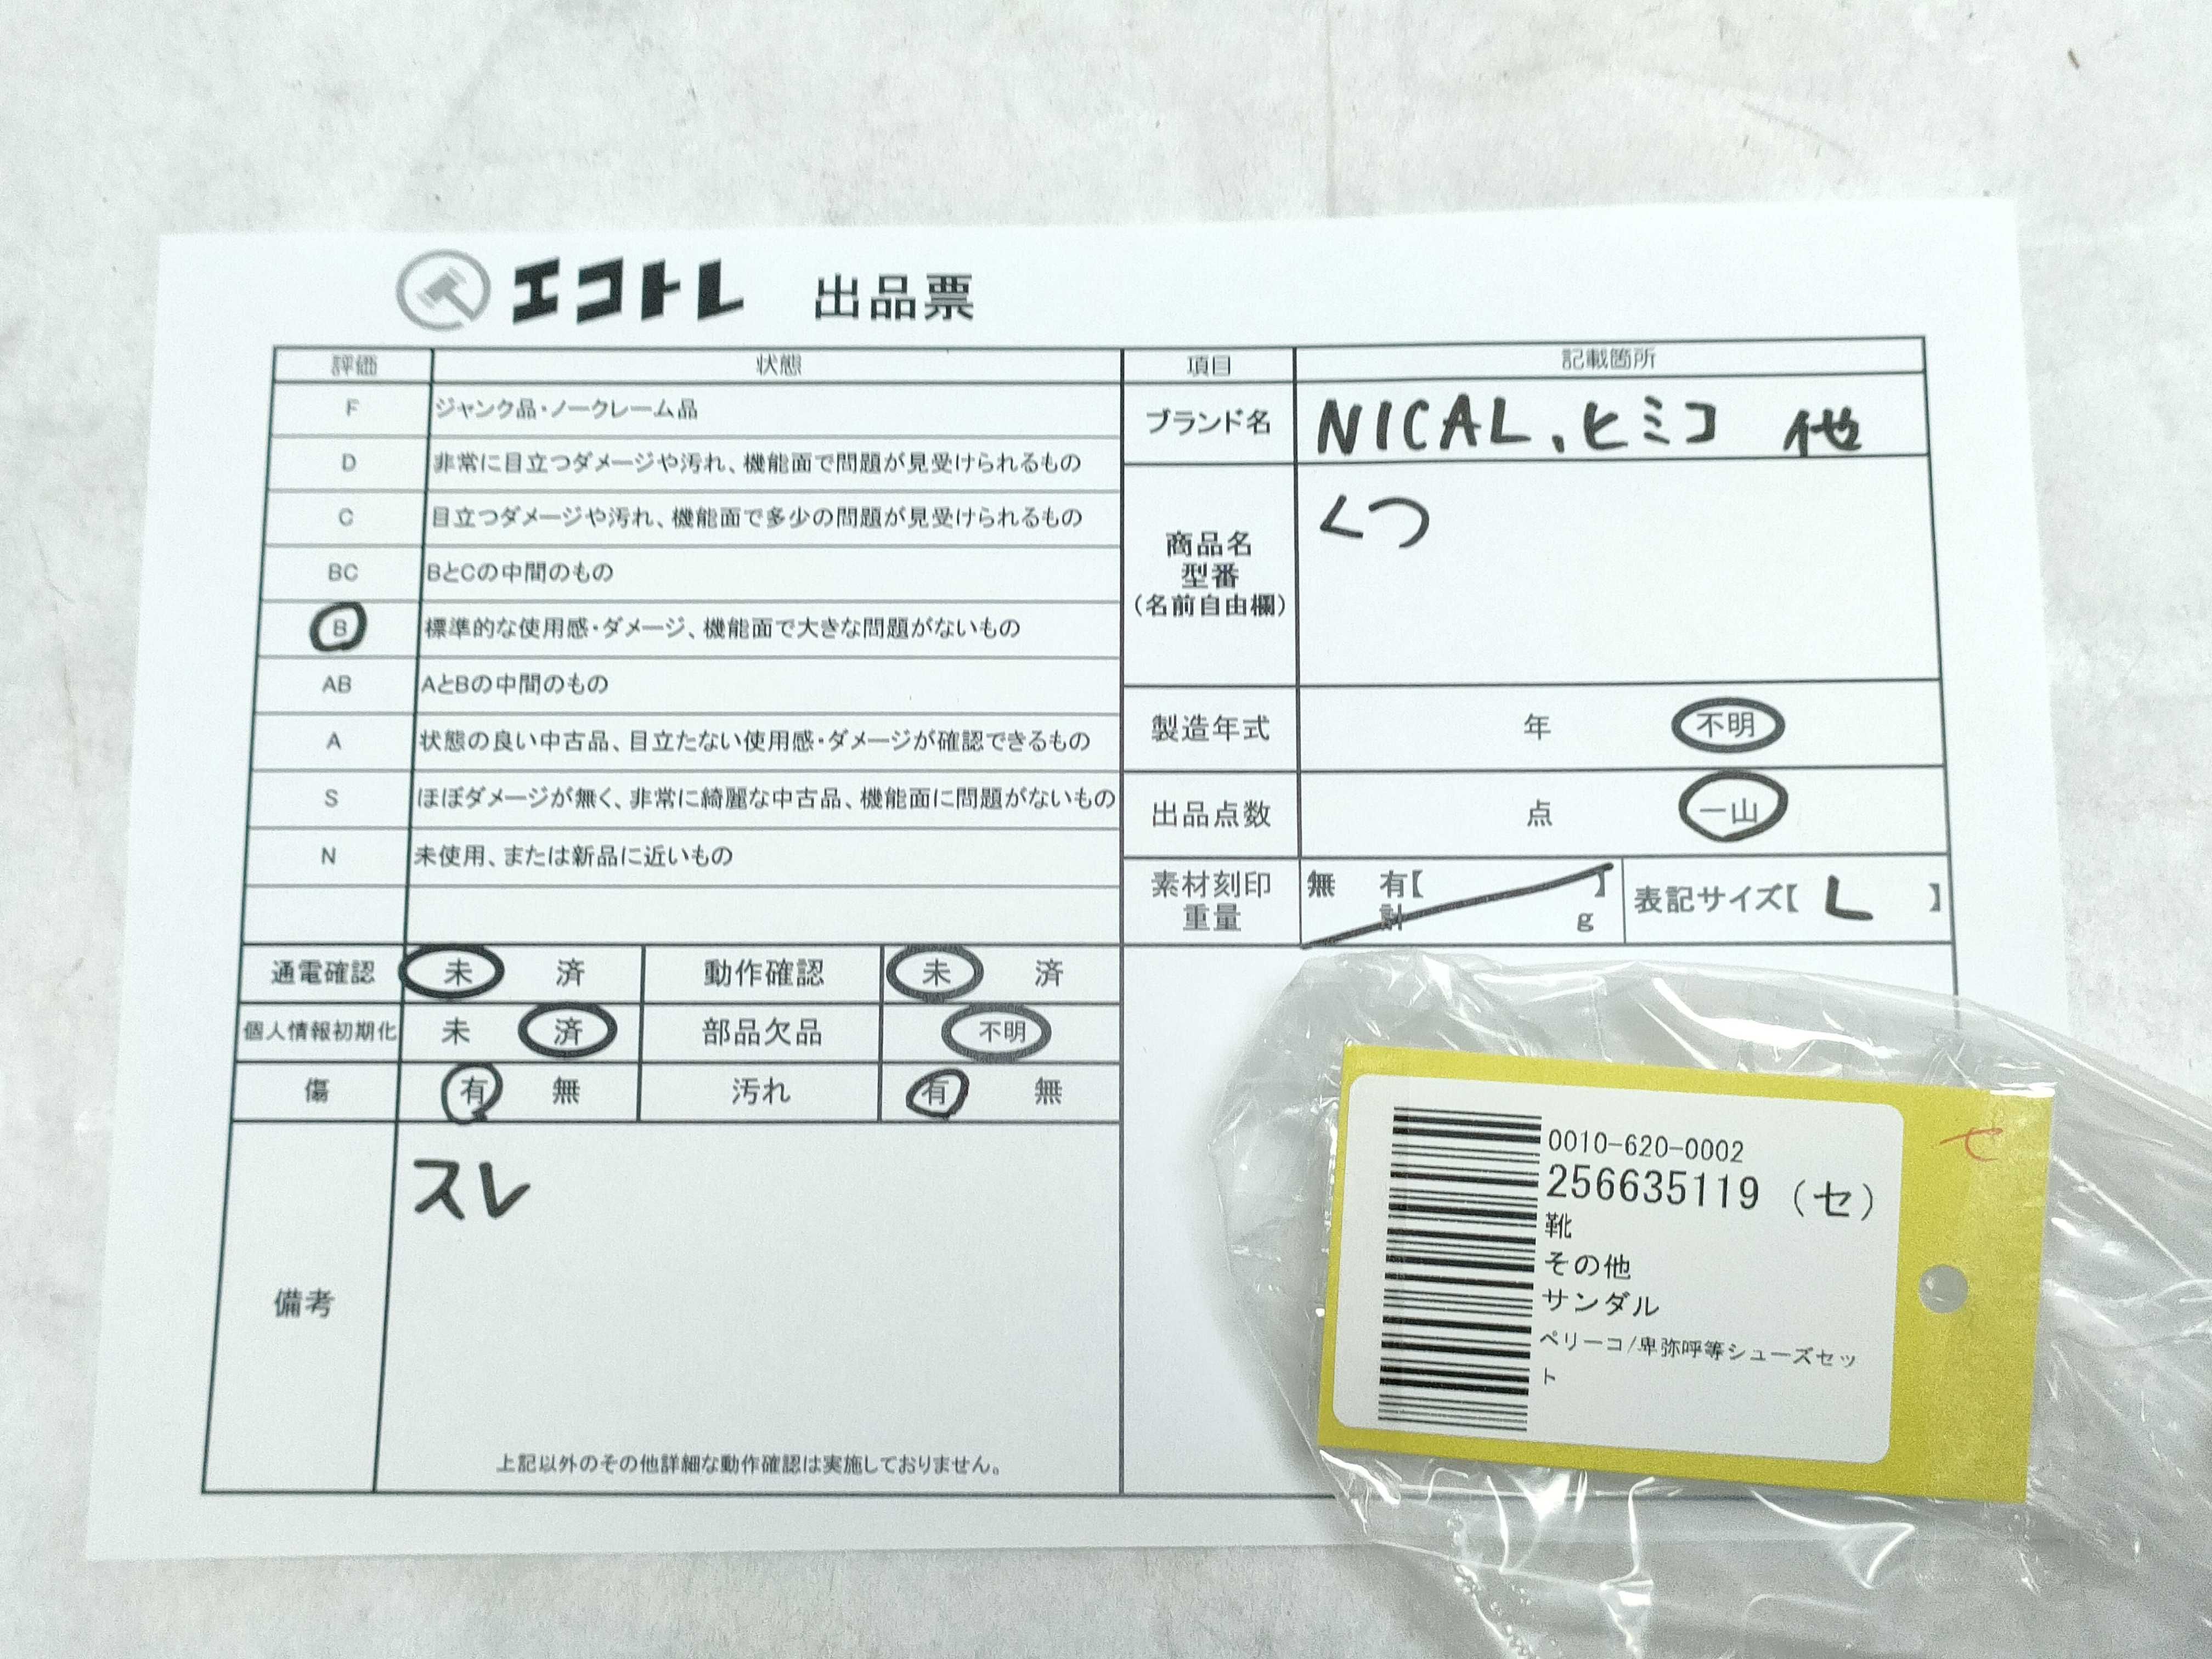 エコトレ 出品票
評価 状態
F ジャンク品・ノークレーム品
D 非常に目立つダメージや汚れ、機能面で問題が見受けられるもの
C 目立つダメージや汚れ、機能面で多少の問題が見受けられるもの
BC BとCの中間のもの
B 標準的な使用感・ダメージ、機能面で大きな問題がないもの
AB AとBの中間のもの
A 状態の良い中古品、目立たない使用感・ダメージが確認できるもの
S ほぼダメージが無く、非常に綺麗な中古品、機能面に問題がないもの
N 未使用、または新品に近いもの
通電確認 未 済 動作確認 未 済
個人情報初期化 未 済 部品欠品 不明
傷 有 無 汚れ 有 無
備考 スレ
上記以外のその他詳細な動作確認は実施しておりません。
項目 記載箇所
ブランド名 NICAL、ヒミコ 他
商品名
型番
(名前自由欄)
くつ
製造年式 年 不明
出品点数 点 一山
素材刻印 無 有【 】
重量 計 g
表記サイズ【 L 】
0010-620-0002
256635119 (セ)
靴
その他
サンダル
ペリーコ/卑弥呼等シューズセッ
ト
セ